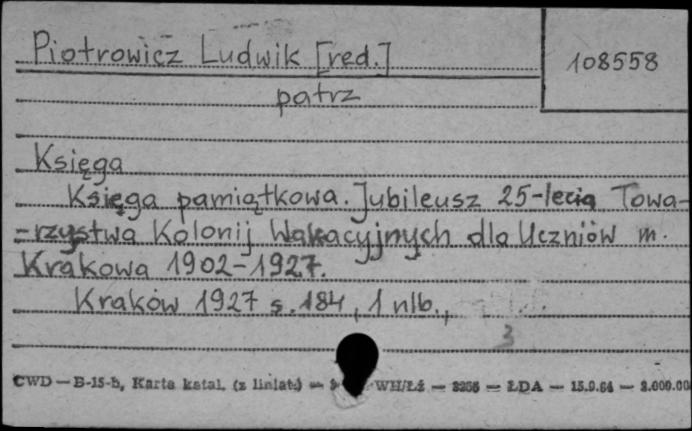 Piotrowicz Ludwik [red.]
108558
patrz
Księga
Księga pamiątkowa. Jubileusz 25-lecia Towa-
-rzystwa Kolonij Wakacyjnych dla Uczniów m.
Krakowa 1902-1927.
Kraków 1927 s. 184, 1 nlb.,
3
CWD — B-15-b, Karta katal. (z liniat.) — WH/Łź — — ŁDA — 15.9.64 — 2.000.00